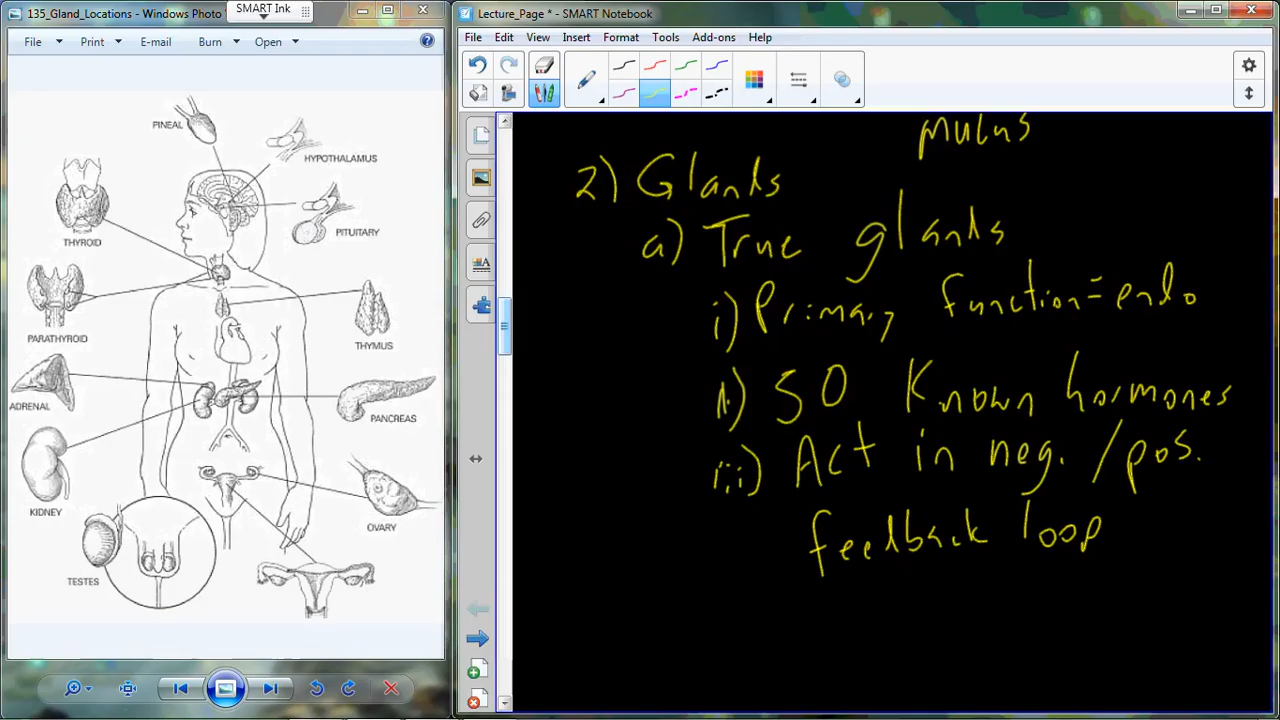 135_Gland_Locations - Windows Photo
SMART Ink
File Print E-mail Burn Open
PINEAL
HYPOTHALAMUS
PITUITARY
THYROID
PARATHYROID
THYMUS
ADRENAL
PANCREAS
KIDNEY
OVARY
TESTES
Lecture_Page * - SMART Notebook
File Edit View Insert Format Tools Add-ons Help
mulus
2) Glands
a) True glands
i) Primary function = endo
ii) 50 Known hormones
iii) Act in neg. / pos.
feedback loop